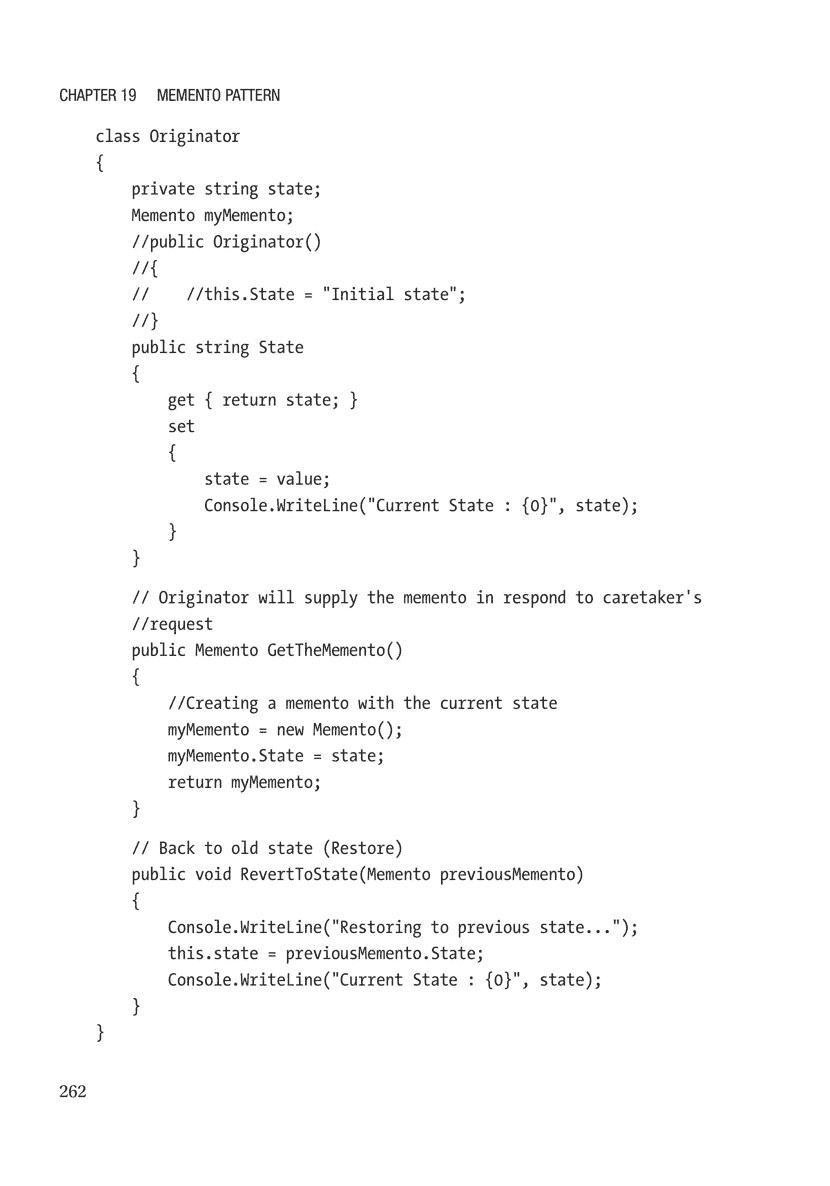 CHAPTER 19 MEMENTO PATTERN
class Originator
{
private string state;
Memento myMemento;
//public Originator()
//{
// //this.State = "Initial state";
//}
public string State
{
get { return state; }
set
{
state = value;
Console.WriteLine("Current State : {0}", state);
}
}
// Originator will supply the memento in respond to caretaker's
//request
public Memento GetTheMemento()
{
//Creating a memento with the current state
myMemento = new Memento();
myMemento.State = state;
return myMemento;
}
// Back to old state (Restore)
public void RevertToState(Memento previousMemento)
{
Console.WriteLine("Restoring to previous state...");
this.state = previousMemento.State;
Console.WriteLine("Current State : {0}", state);
}
}
262